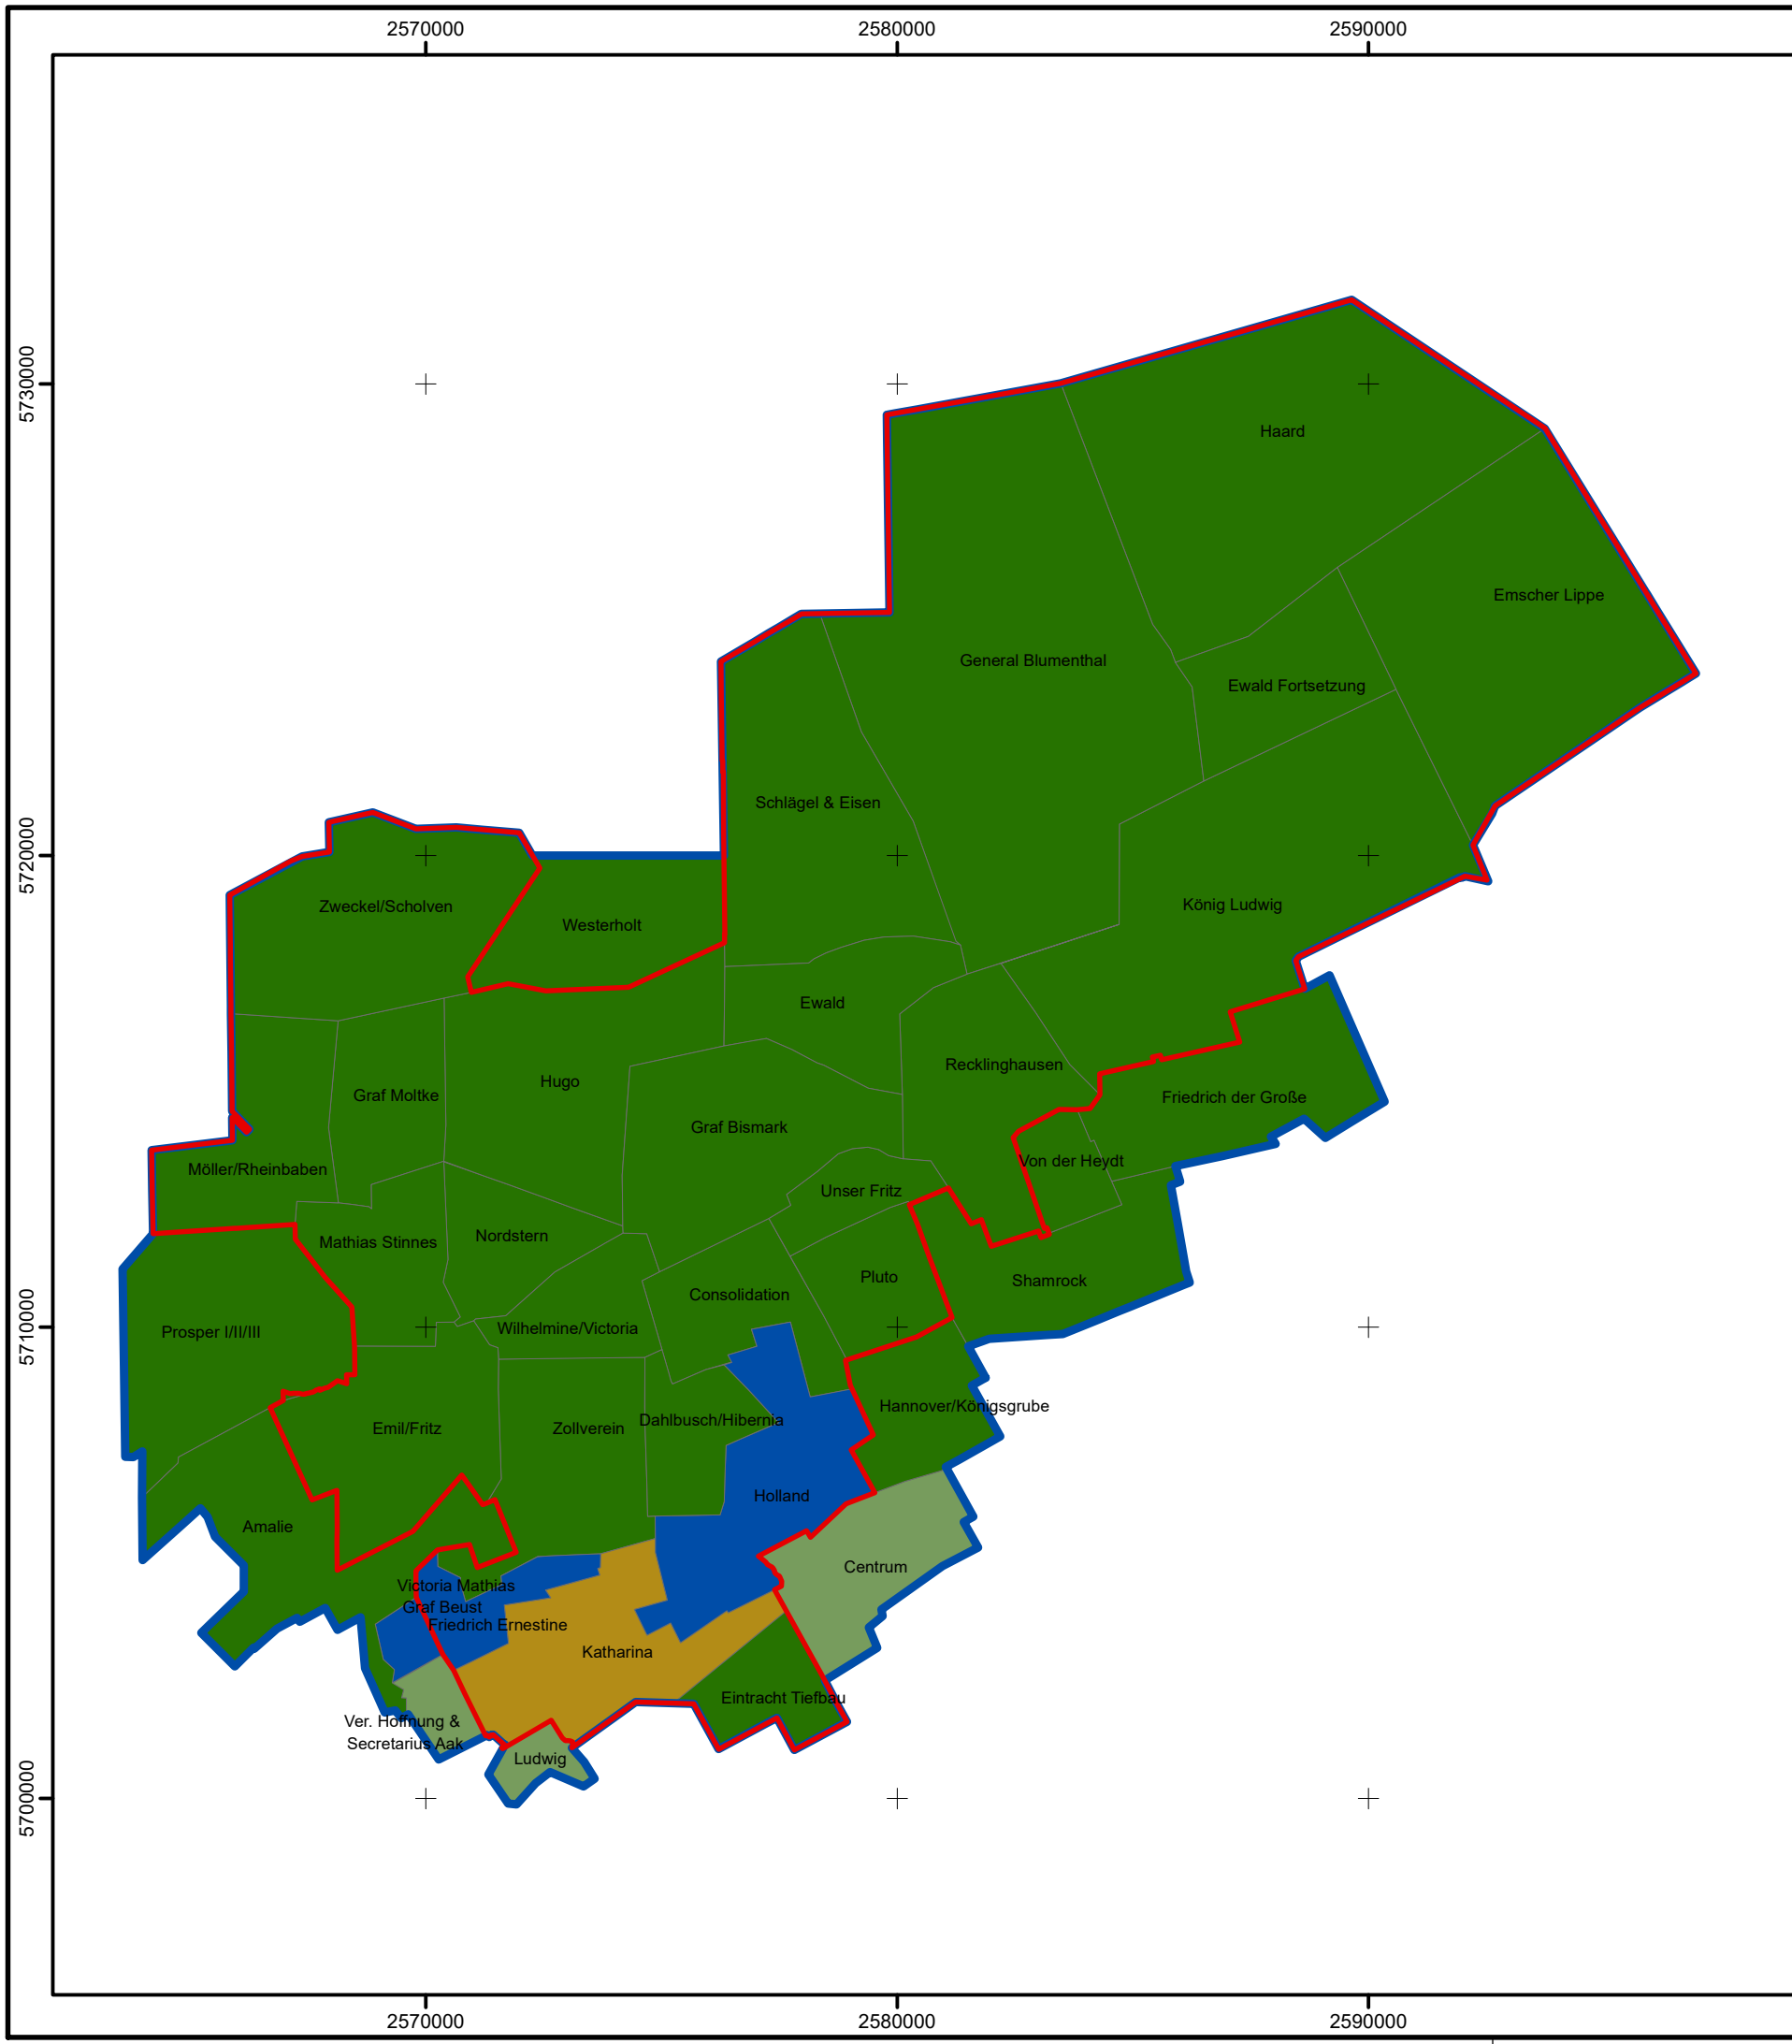 2570000
2580000
2590000
5730000
5720000
5710000
5700000
Haard
Emscher Lippe
General Blumenthal
Ewald Fortsetzung
Schlägel & Eisen
König Ludwig
Zweckel/Scholven
Westerholt
Ewald
Recklinghausen
Hugo
Graf Moltke
Friedrich der Große
Graf Bismark
Von der Heydt
Möller/Rheinbaben
Unser Fritz
Nordstern
Mathias Stinnes
Pluto
Shamrock
Consolidation
Wilhelmine/Victoria
Prosper I/II/III
Hannover/Königsgrube
Dahlbusch/Hibernia
Emil/Fritz
Zollverein
Holland
Amalie
Centrum
Victoria Mathias
Graf Beust
Friedrich Ernestine
Katharina
Eintracht Tiefbau
Ver. Hoffnung &
Secretarius Aak
Ludwig
2570000
2580000
2590000